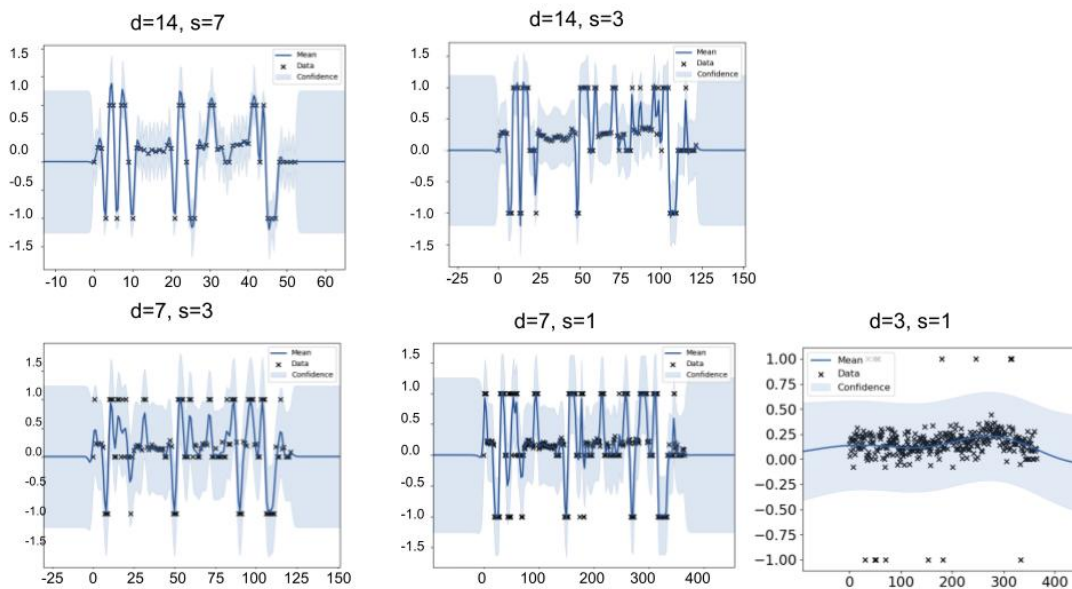 d=14, s=7
1.5
1.0
0.5
0.0
-0.5
-1.0
-1.5
Mean
Data
Confidence
-10 0 10 20 30 40 50 60
d=14, s=3
1.5
1.0
0.5
0.0
-0.5
-1.0
-1.5
Mean
Data
Confidence
-25 0 25 50 75 100 125 150
d=7, s=3
1.5
1.0
0.5
0.0
-0.5
-1.0
-1.5
Mean
Data
Confidence
-25 0 25 50 75 100 125 150
d=7, s=1
1.5
1.0
0.5
0.0
-0.5
-1.0
-1.5
Mean
Data
Confidence
0 100 200 300 400
d=3, s=1
1.00
0.75
0.50
0.25
0.00
−0.25
−0.50
−0.75
−1.00
Mean
Data
Confidence
0 100 200 300 400